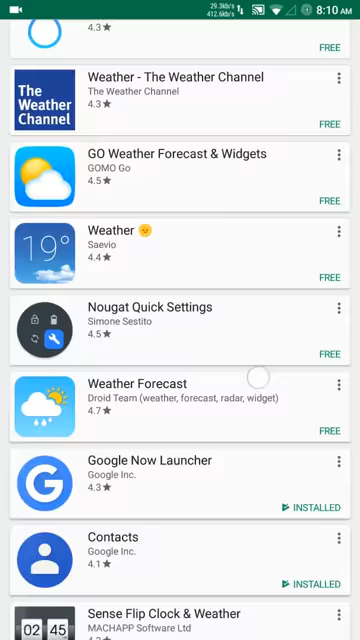 29.3kb/s
412.6kb/s
8:10 AM
4.3★
FREE
The
Weather
Channel
Weather - The Weather Channel
The Weather Channel
4.3★
FREE
GO Weather Forecast & Widgets
GOMO Go
4.5★
FREE
19°
Weather 🌞
Saevio
4.4★
FREE
Nougat Quick Settings
Simone Sestito
4.5★
FREE
Weather Forecast
Droid Team (weather, forecast, radar, widget)
4.7★
FREE
G
Google Now Launcher
Google Inc.
4.3★
INSTALLED
Contacts
Google Inc.
4.1★
INSTALLED
02 45
Sense Flip Clock & Weather
MACHAPP Software Ltd